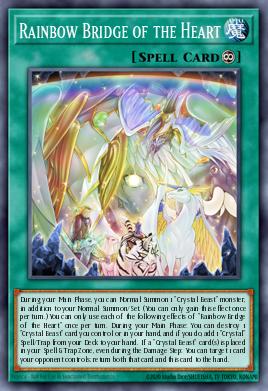 RAINBOW BRIDGE OF THE HEART
[SPELL CARD
]
During your Main Phase, you can Normal Summon 1 "Crystal Beast" monster,
in addition to your Normal Summon/Set. (You can only gain this effect once
per turn.) You can only use each of the following effects of "Rainbow Bridge
of the Heart" once per turn. During your Main Phase: You can destroy 1
"Crystal Beast" card you control or in your hand, and if you do, add 1 "Crystal"
Spell/Trap from your Deck to your hand. If a "Crystal Beast" card(s) is placed
in your Spell & Trap Zone, even during the Damage Step: You can target 1 card
your opponent controls; return both that card and this card to the hand.